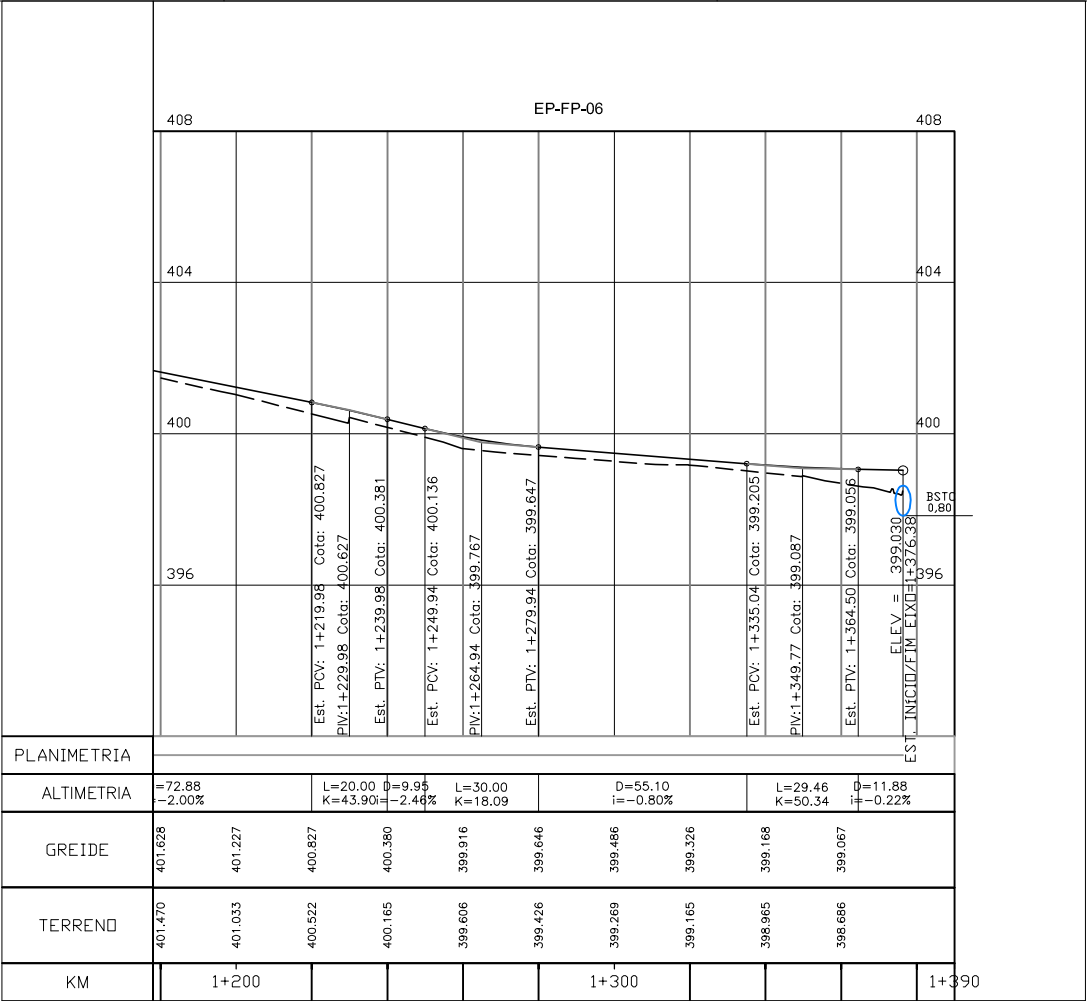 EP-FP-06
408
408
404
404
400
400
396
396
Est. PCV: 1+219.98 Cota: 400.827
PIV:1+229.98 Cota: 400.627
Est. PTV: 1+239.98 Cota: 400.381
Est. PCV: 1+249.94 Cota: 400.136
PIV:1+264.94 Cota: 399.767
Est. PTV: 1+279.94 Cota: 399.647
Est. PCV: 1+335.04 Cota: 399.205
PIV:1+349.77 Cota: 399.087
Est. PTV: 1+364.50 Cota: 399.056
ELEV = 399.030
EST. INÍCIO/FIM EIXO=1+376.38
BSTC
0,80
PLANIMETRIA
ALTIMETRIA
=72.88
-2.00%
L=20.00
K=43.90
D=9.95
i=-2.46%
L=30.00
K=18.09
D=55.10
i=-0.80%
L=29.46
K=50.34
D=11.88
i=-0.22%
GREIDE
401.628
401.227
400.827
400.380
399.916
399.646
399.486
399.326
399.168
399.067
TERRENO
401.470
401.033
400.522
400.165
399.606
399.426
399.269
399.165
398.965
398.686
KM
1+200
1+300
1+390